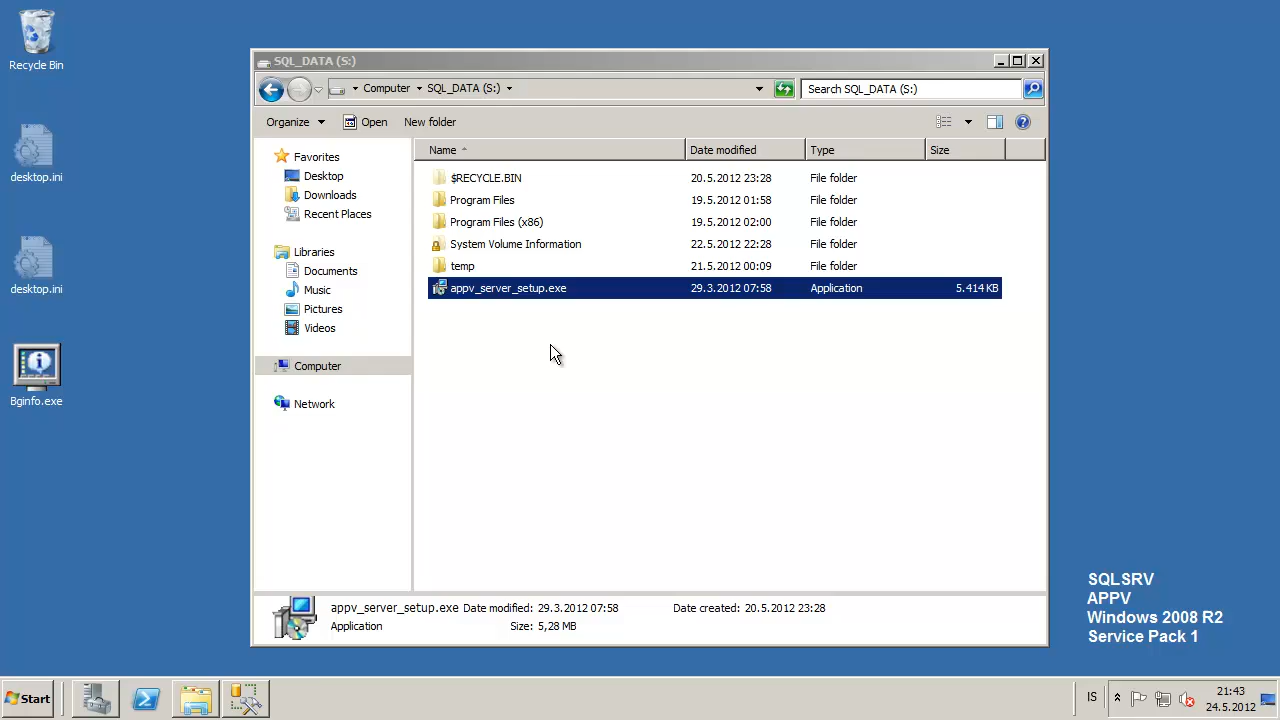 Recycle Bin
desktop.ini
desktop.ini
Bginfo.exe
SQL_DATA (S:)
Computer SQL_DATA (S:)
Search SQL_DATA (S:)
Organize Open New folder
Name Date modified Type Size
Favorites
Desktop
Downloads
Recent Places
Libraries
Documents
Music
Pictures
Videos
Computer
Network
$RECYCLE.BIN 20.5.2012 23:28 File folder
Program Files 19.5.2012 01:58 File folder
Program Files (x86) 19.5.2012 02:00 File folder
System Volume Information 22.5.2012 22:28 File folder
temp 21.5.2012 00:09 File folder
appv_server_setup.exe 29.3.2012 07:58 Application 5.414 KB
appv_server_setup.exe Date modified: 29.3.2012 07:58 Date created: 20.5.2012 23:28
Application Size: 5,28 MB
SQLSRV
APPV
Windows 2008 R2
Service Pack 1
Start
IS
21:43
24.5.2012